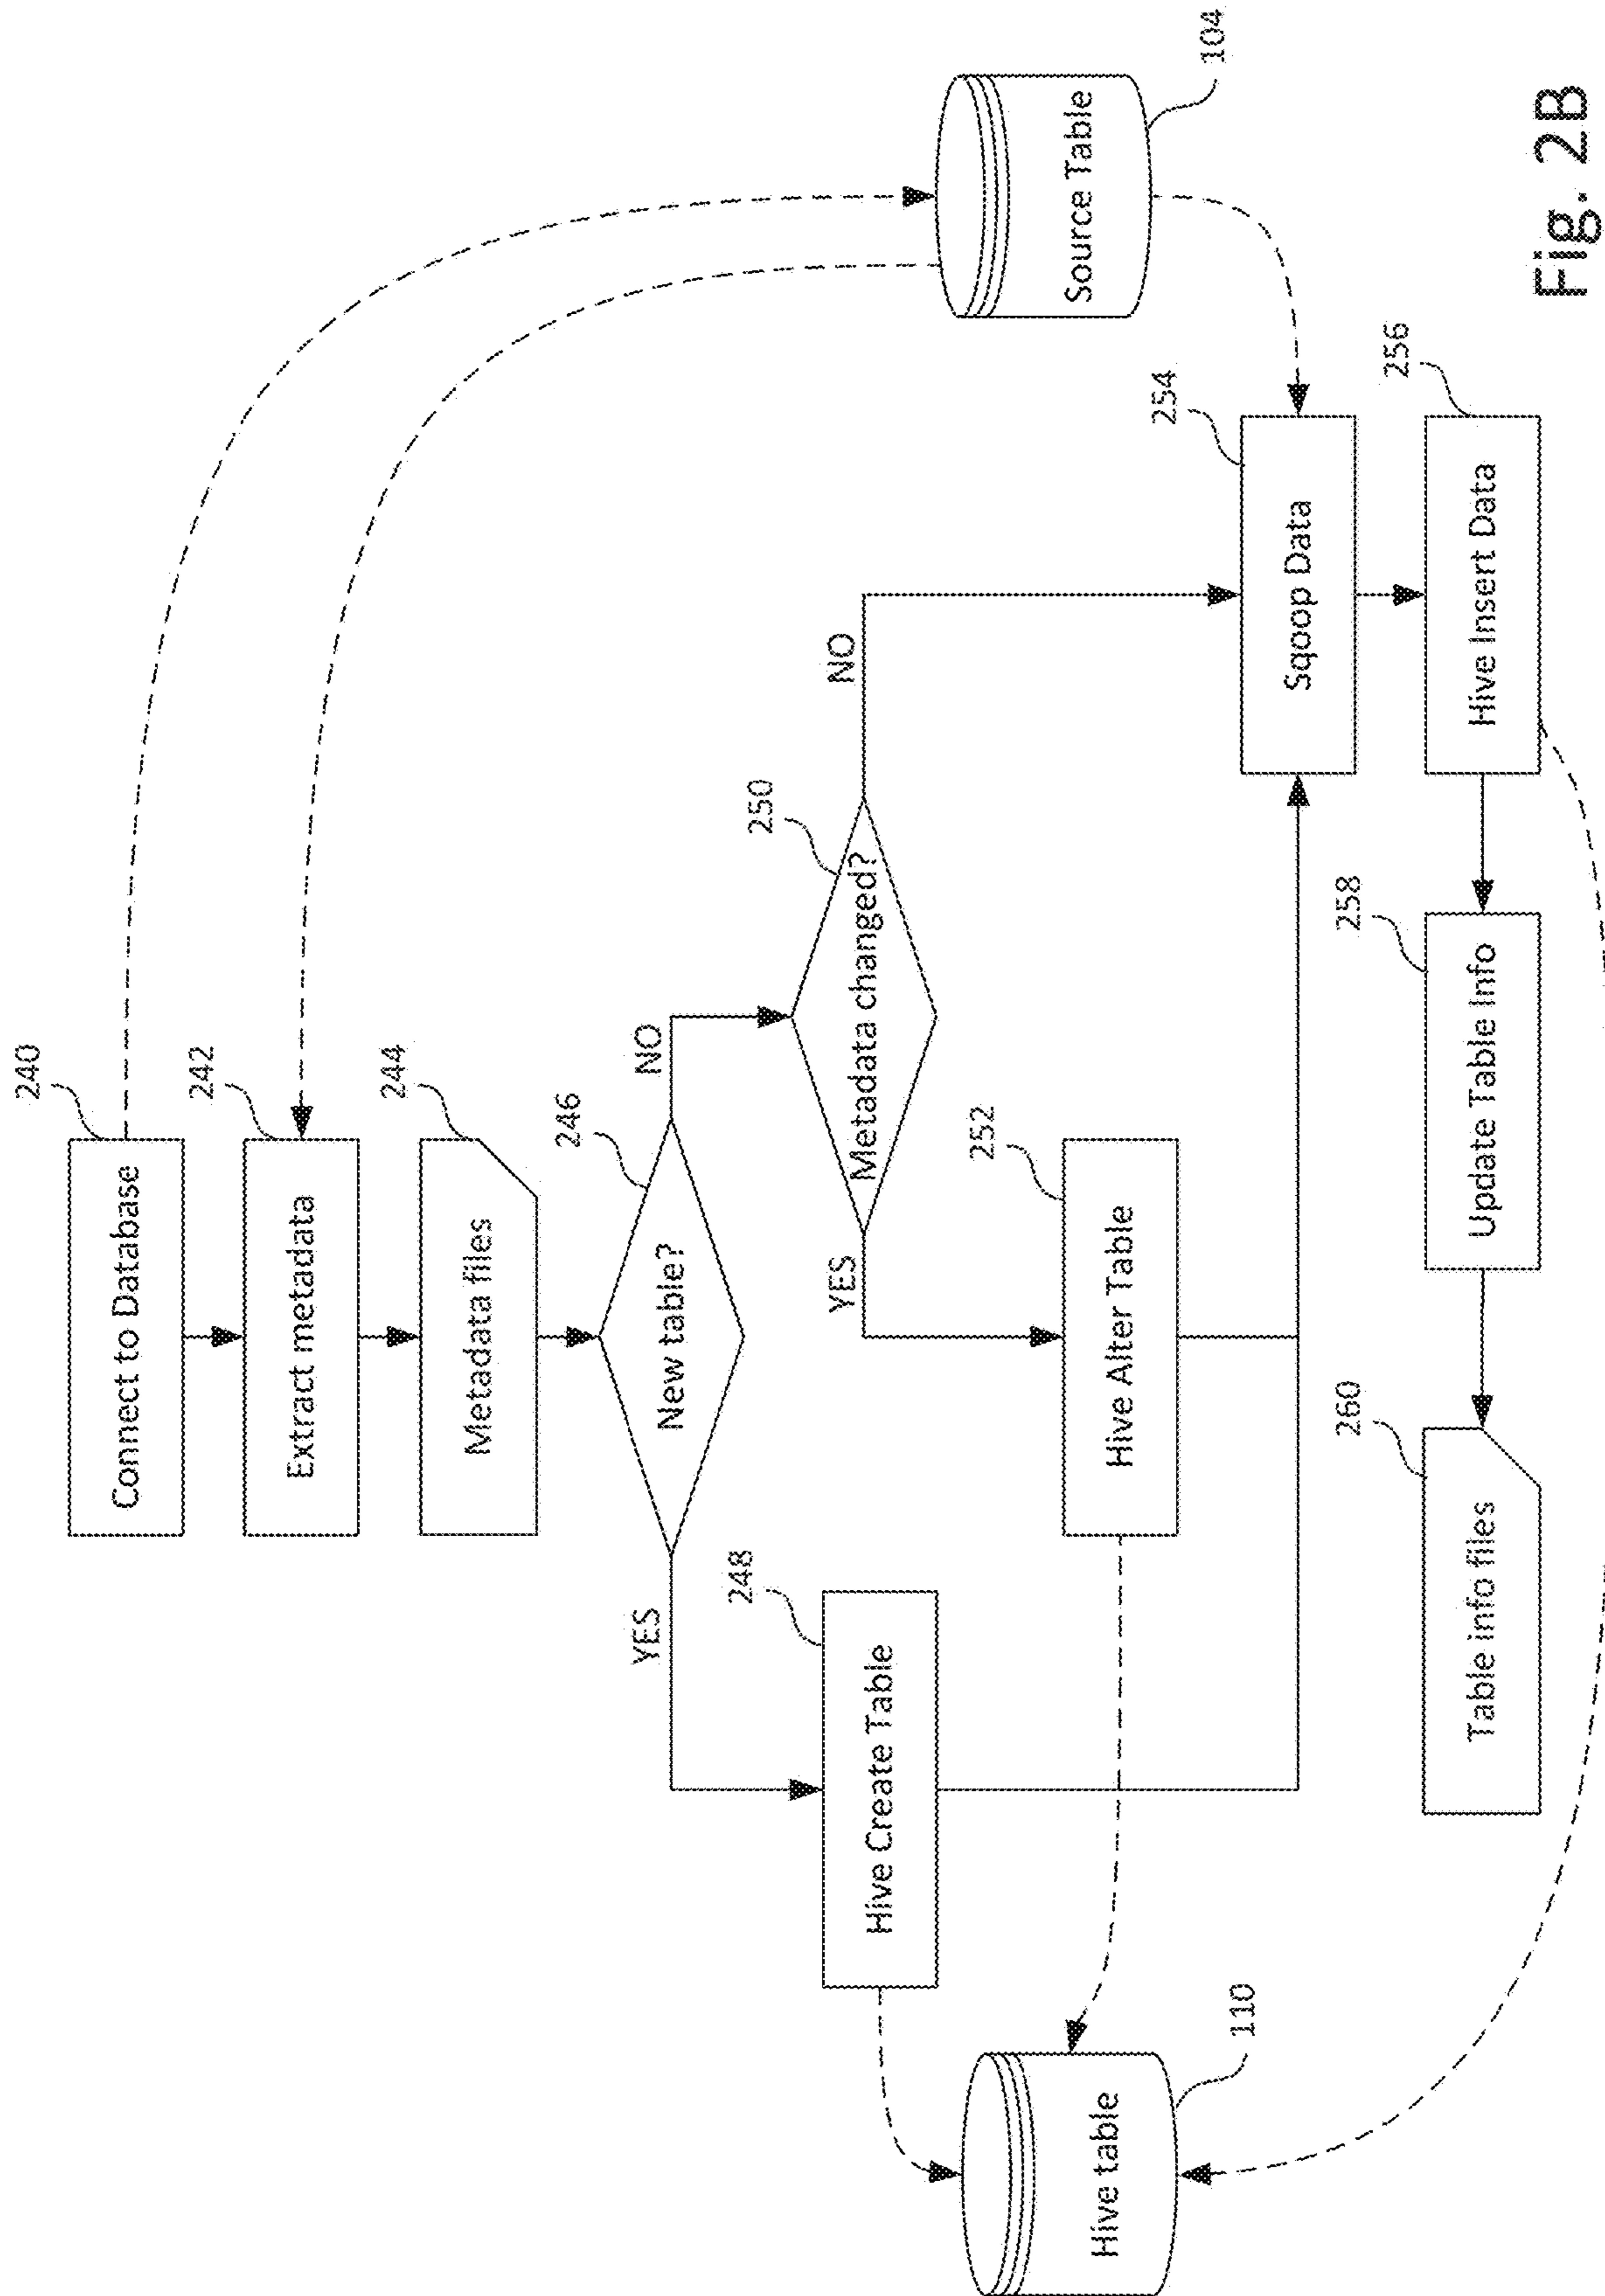 240
Connect to Database
242
Extract metadata
244
Metadata files
246
New table?
YES
NO
248
Hive Create Table
250
Metadata changed?
YES
NO
252
Hive Alter Table
Source Table
104
Hive table
110
254
Sqoop Data
256
Hive Insert Data
258
Update Table Info
260
Table info files
Fig. 2B